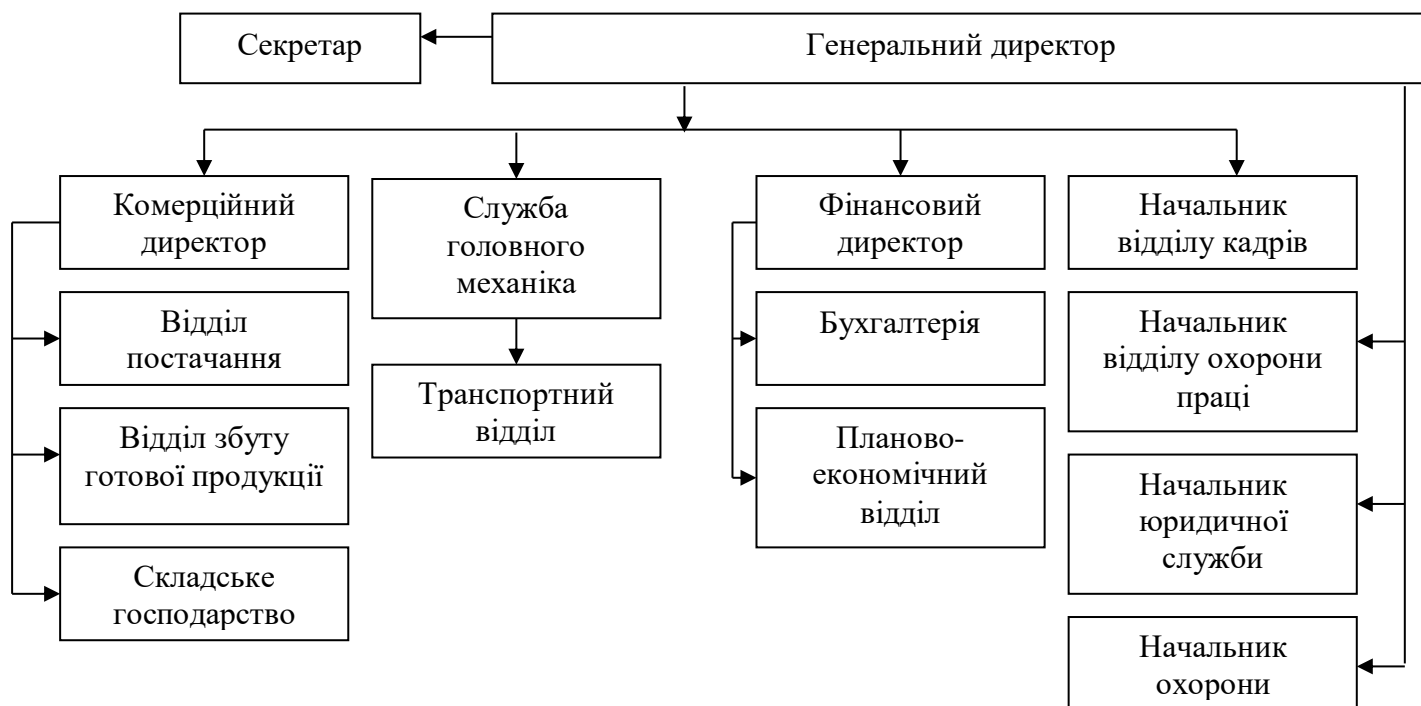 Секретар
Генеральний директор
Комерційний
директор
Служба
головного
механіка
Фінансовий
директор
Начальник
відділу кадрів
Відділ
постачання
Бухгалтерія
Начальник
відділу охорони
праці
Транспортний
відділ
Відділ збуту
готової продукції
Планово-
економічний
відділ
Начальник
юридичної
служби
Складське
господарство
Начальник
охорони